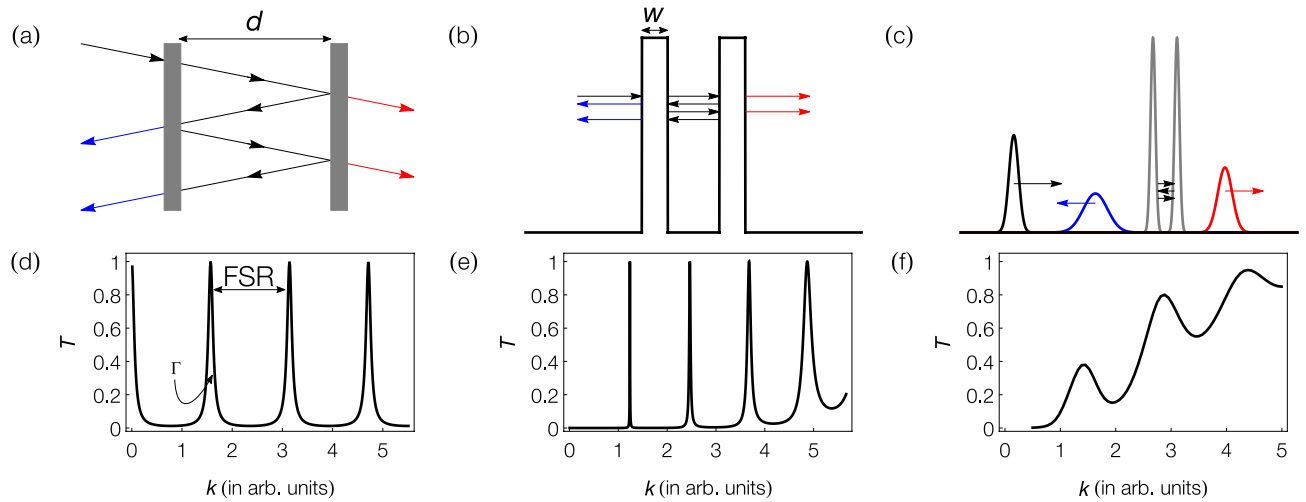 (a)
d
(b)
w
(c)
(d)
1
0.8
0.6
0.4
0.2
0
T
FSR
Γ
0 1 2 3 4 5
k (in arb. units)
(e)
1
0.8
0.6
0.4
0.2
0
T
0 1 2 3 4 5
k (in arb. units)
(f)
1
0.8
0.6
0.4
0.2
0
T
0 1 2 3 4 5
k (in arb. units)